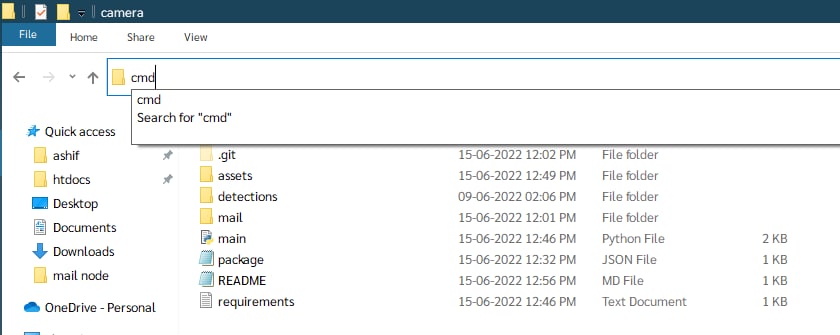 camera
File Home Share View
cmd
cmd
Search for "cmd"
Quick access
ashif
htdocs
Desktop
Documents
Downloads
mail node
OneDrive - Personal
.git 15-06-2022 12:02 PM File folder
assets 15-06-2022 12:49 PM File folder
detections 09-06-2022 02:06 PM File folder
mail 15-06-2022 12:01 PM File folder
main 15-06-2022 12:46 PM Python File 2 KB
package 15-06-2022 12:32 PM JSON File 1 KB
README 15-06-2022 12:56 PM MD File 1 KB
requirements 15-06-2022 12:46 PM Text Document 1 KB